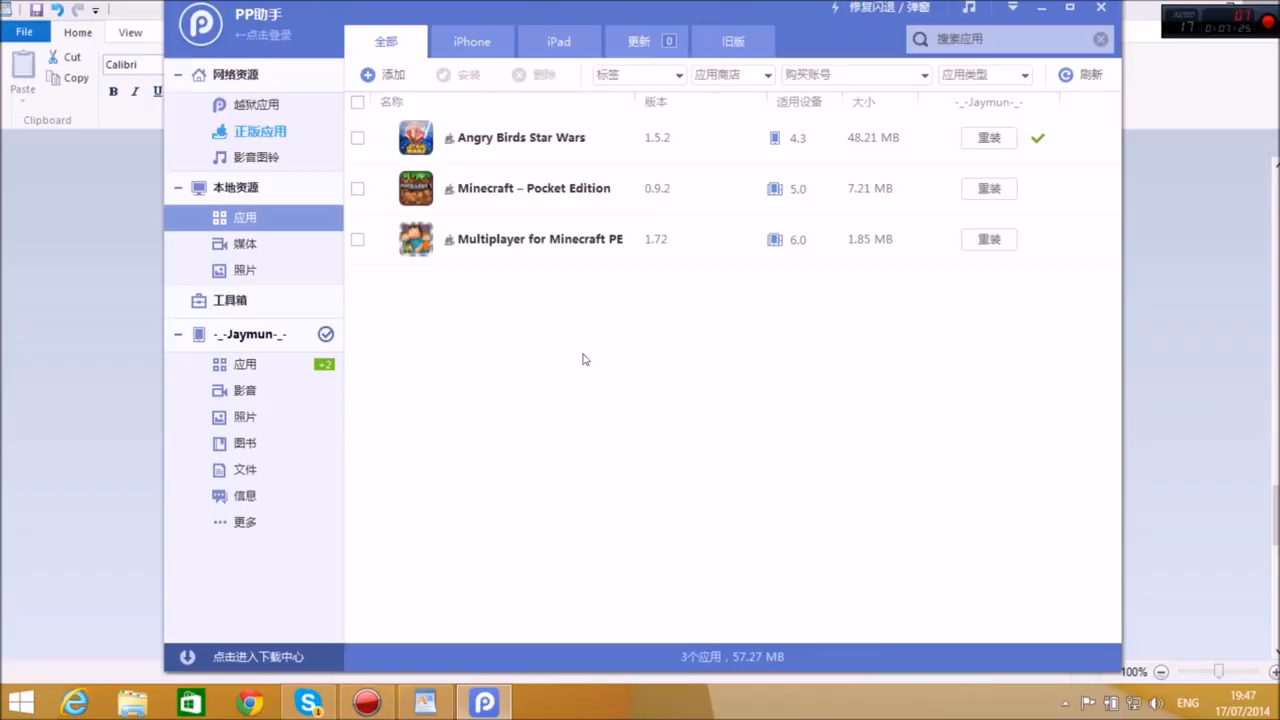 File
Home
View
Cut
Copy
Paste
Clipboard
Calibri
B I U
PP助手
←点击登录
修复闪退 / 弹窗
全部
iPhone
iPad
更新 0
旧版
搜索应用
添加
安装
删除
标签
应用商店
购买账号
应用类型
刷新
名称 版本 适用设备 大小 -_-Jaymun-_-
Angry Birds Star Wars 1.5.2 4.3 48.21 MB 重装
Minecraft – Pocket Edition 0.9.2 5.0 7.21 MB 重装
Multiplayer for Minecraft PE 1.72 6.0 1.85 MB 重装
网络资源
越狱应用
正版应用
影音图铃
本地资源
应用
媒体
照片
工具箱
-_-Jaymun-_-
应用 +2
影音
照片
图书
文件
信息
更多
点击进入下载中心
3个应用，57.27 MB
100%
17 07
0:07:25
ENG
19:47
17/07/2014